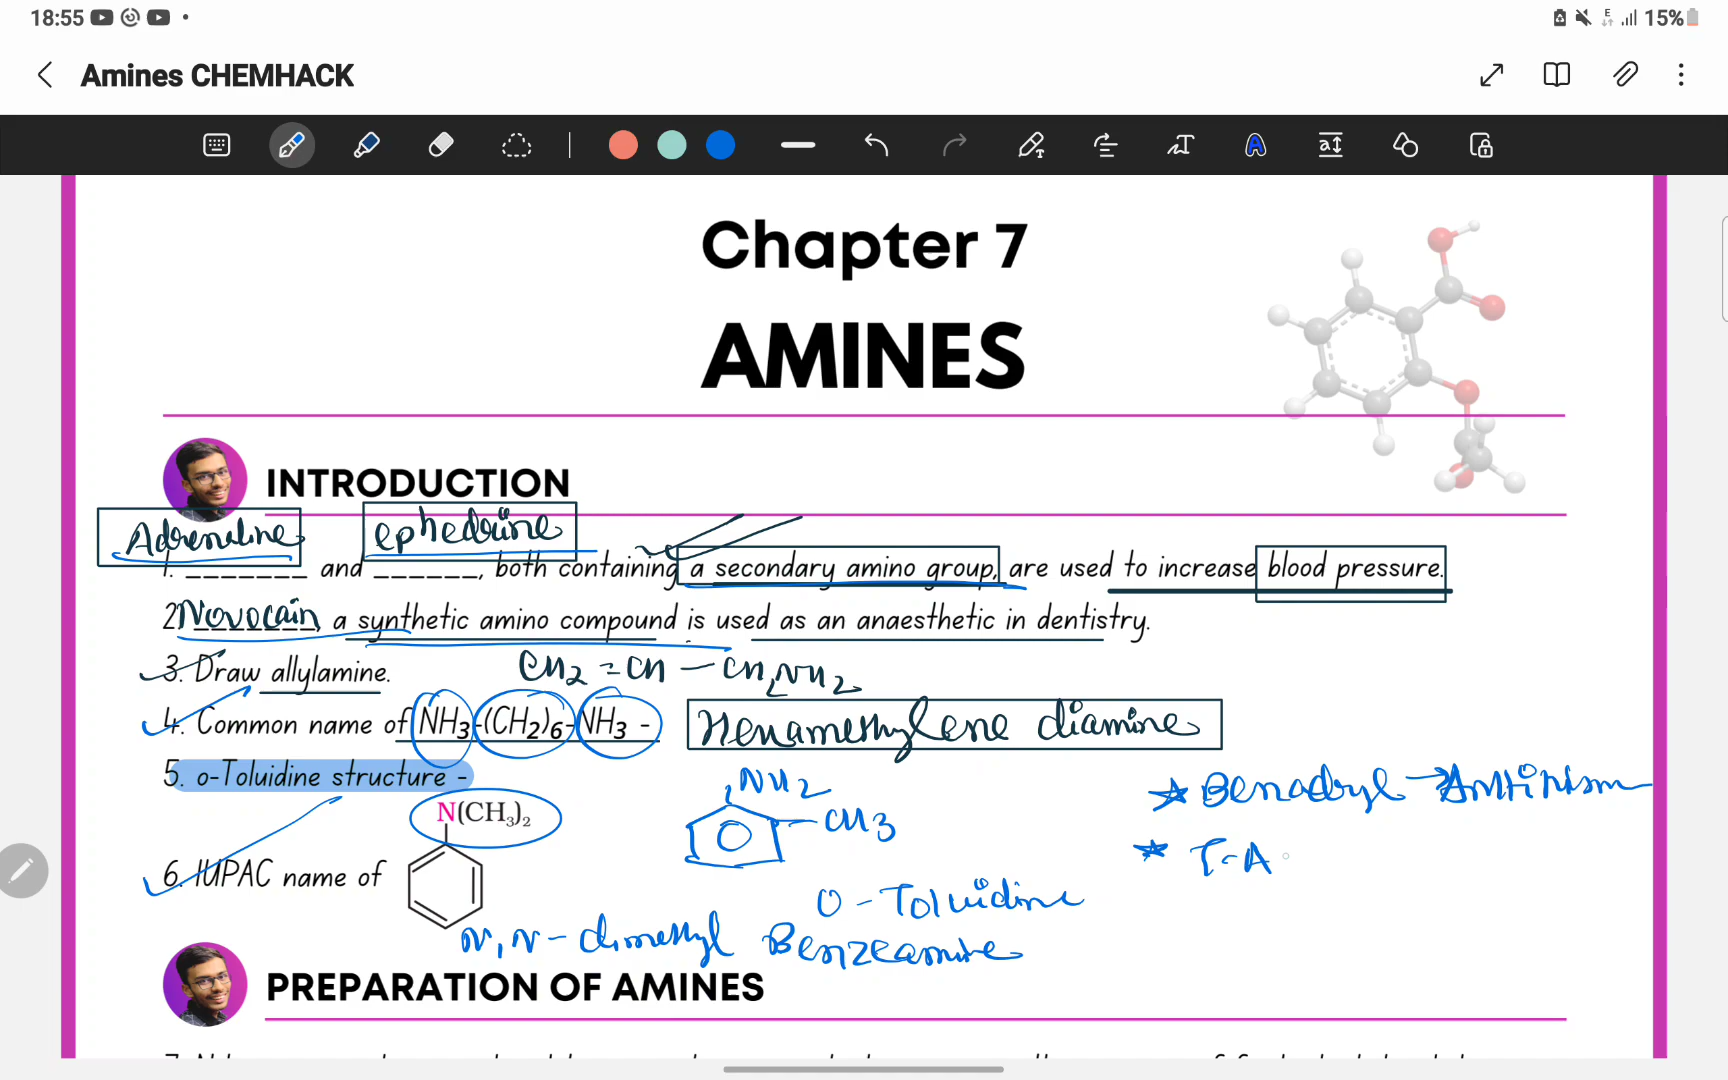 18:55
15%
Amines CHEMHACK
Chapter 7
AMINES
INTRODUCTION
Adrenaline ephedrine
1. _______ and ______, both containing a secondary amino group, are used to increase blood pressure.
2. Novocain, a synthetic amino compound is used as an anaesthetic in dentistry.
3. Draw allylamine. CH2 = CH - CH2NH2
4. Common name of NH3-(CH2)6-NH3 - Hexamethylene diamine
5. o-Toluidine structure -
NH2
* Benadryl → Antihism
N(CH3)2
CH3
* T-A
6. IUPAC name of
O-Toluidine
N,N-dimethyl Benzeamine
PREPARATION OF AMINES